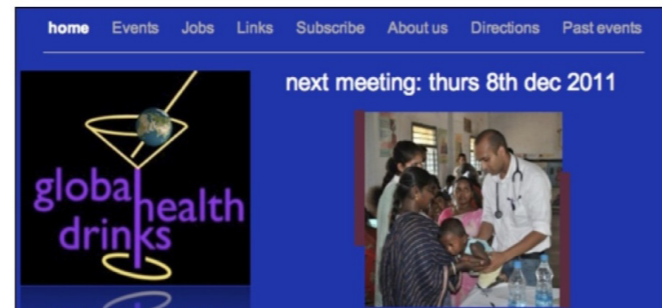 home Events Jobs Links Subscribe About us Directions Past events
next meeting: thurs 8th dec 2011
global health
drinks